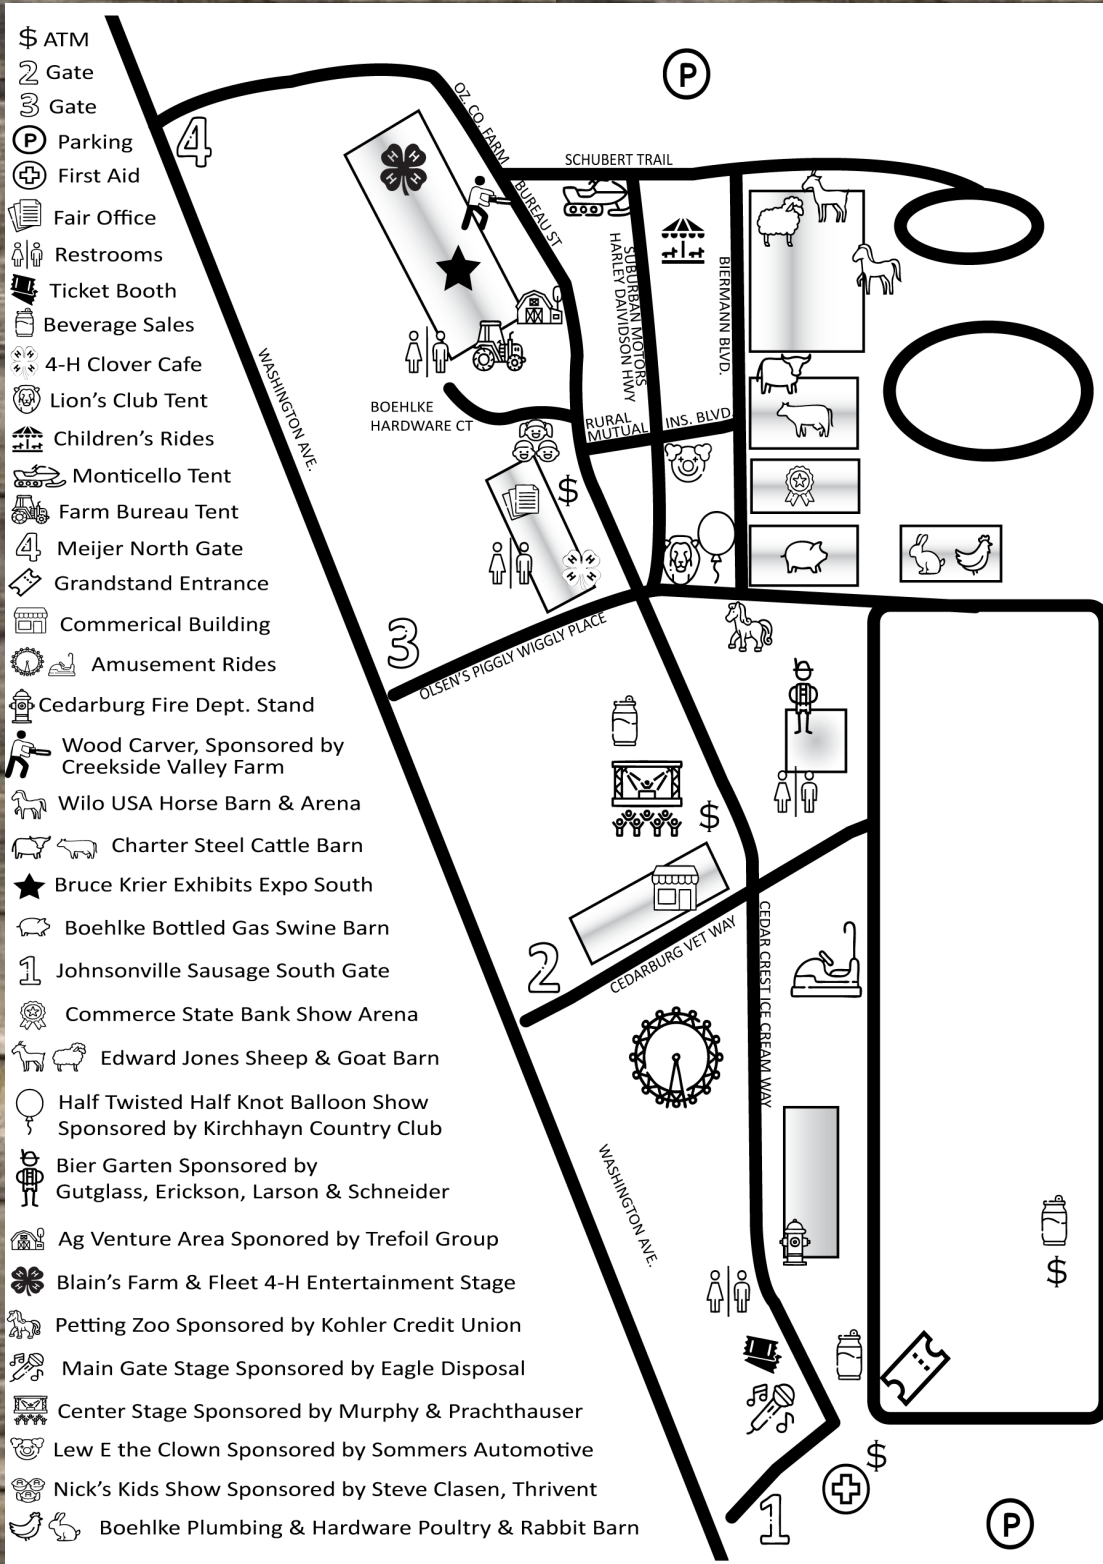 $ ATM
2 Gate
3 Gate
P Parking
First Aid
Fair Office
Restrooms
Ticket Booth
Beverage Sales
4-H Clover Cafe
Lion's Club Tent
Children's Rides
Monticello Tent
Farm Bureau Tent
4 Meijer North Gate
Grandstand Entrance
Commerical Building
Amusement Rides
Cedarburg Fire Dept. Stand
Wood Carver, Sponsored by
Creekside Valley Farm
Wilo USA Horse Barn & Arena
Charter Steel Cattle Barn
Bruce Krier Exhibits Expo South
Boehlke Bottled Gas Swine Barn
1 Johnsonville Sausage South Gate
Commerce State Bank Show Arena
Edward Jones Sheep & Goat Barn
Half Twisted Half Knot Balloon Show
Sponsored by Kirchhayn Country Club
Bier Garten Sponsored by
Gutglass, Erickson, Larson & Schneider
Ag Venture Area Sponored by Trefoil Group
Blain's Farm & Fleet 4-H Entertainment Stage
Petting Zoo Sponsored by Kohler Credit Union
Main Gate Stage Sponsored by Eagle Disposal
Center Stage Sponsored by Murphy & Prachthauser
Lew E the Clown Sponsored by Sommers Automotive
Nick's Kids Show Sponsored by Steve Clasen, Thrivent
Boehlke Plumbing & Hardware Poultry & Rabbit Barn
P
4
OZ. CO. FARM BUREAU ST
SCHUBERT TRAIL
H H H H
SUBURBAN MOTORS
HARLEY DAIVIDSON HWY
BIERMANN BLVD.
WASHINGTON AVE.
BOEHLKE
HARDWARE CT
RURAL
MUTUAL INS. BLVD.
$
H H H H
3
OLSEN'S PIGGLY WIGGLY PLACE
$
2
CEDARBURG VET WAY
CEDAR CREST ICE CREAM WAY
WASHINGTON AVE.
$
$
1
P